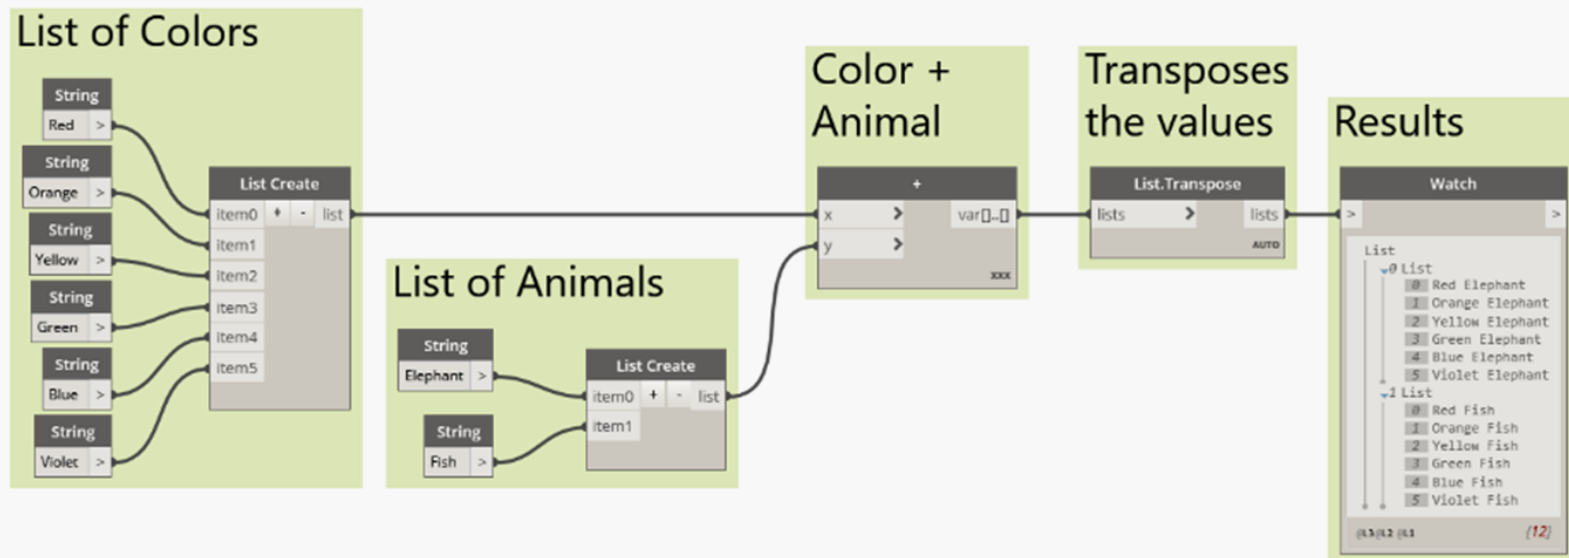 List of Colors
String
Red >
String
Orange >
String
Yellow >
String
Green >
String
Blue >
String
Violet >
List Create
item0 + - list
item1
item2
item3
item4
item5
List of Animals
String
Elephant >
String
Fish >
List Create
item0 + - list
item1
Color +
Animal
+
x > var[]..[]
y >
xxx
Transposes
the values
List.Transpose
lists > lists
AUTO
Results
Watch
> >
List
0 List
0 Red Elephant
1 Orange Elephant
2 Yellow Elephant
3 Green Elephant
4 Blue Elephant
5 Violet Elephant
1 List
0 Red Fish
1 Orange Fish
2 Yellow Fish
3 Green Fish
4 Blue Fish
5 Violet Fish
@L3 @L2 @L1 {12}